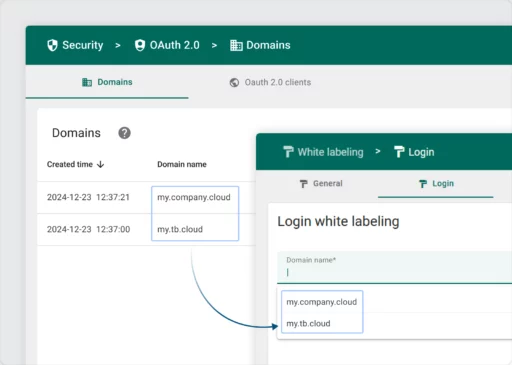 Security > OAuth 2.0 > Domains
Domains
Oauth 2.0 clients
Domains ?
Created time ↓ Domain name
2024-12-23 12:37:21 my.company.cloud
2024-12-23 12:37:00 my.tb.cloud
White labeling > Login
General
Login
Login white labeling
Domain name*
my.company.cloud
my.tb.cloud